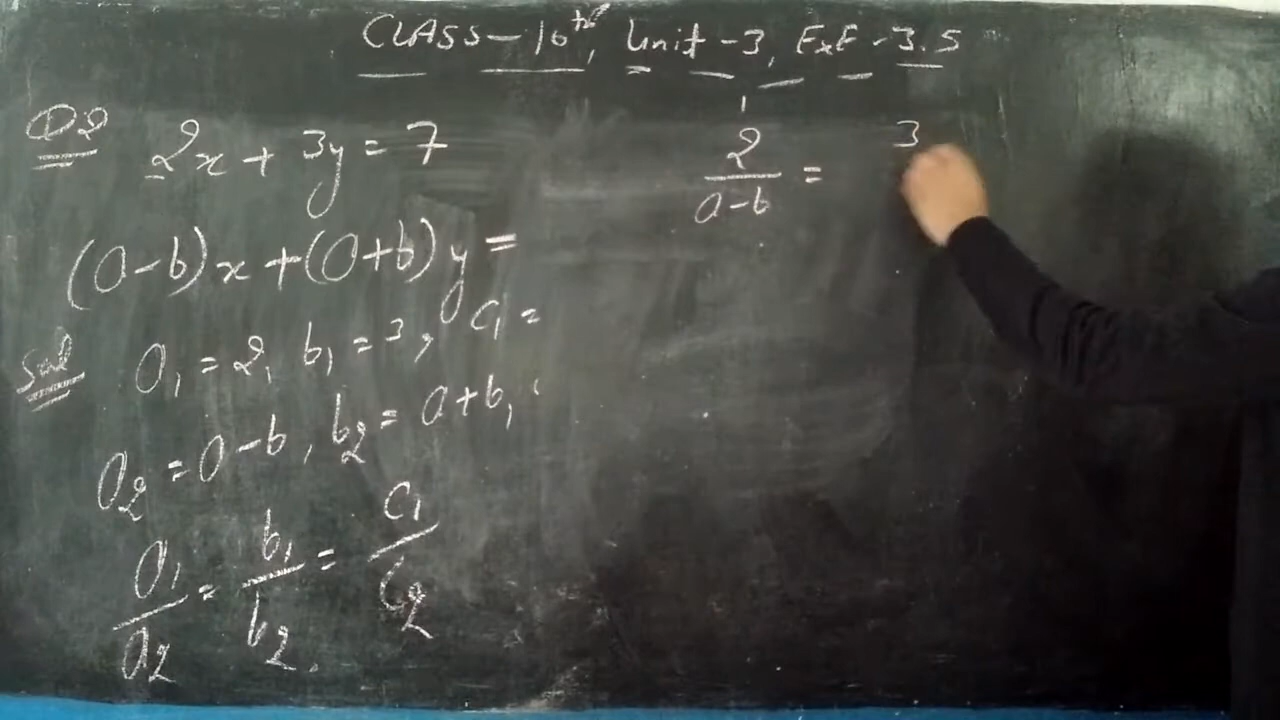 CLASS-10th, Unit-3, ExE-3.5
Q2 2x + 3y = 7
(a-b)x + (a+b)y =
Sol a₁ = 2, b₁ = 3, c₁ =
a₂ = a-b, b₂ = a+b,
a₁/a₂ = b₁/b₂ = c₁/c₂
2/(a-b) = 3